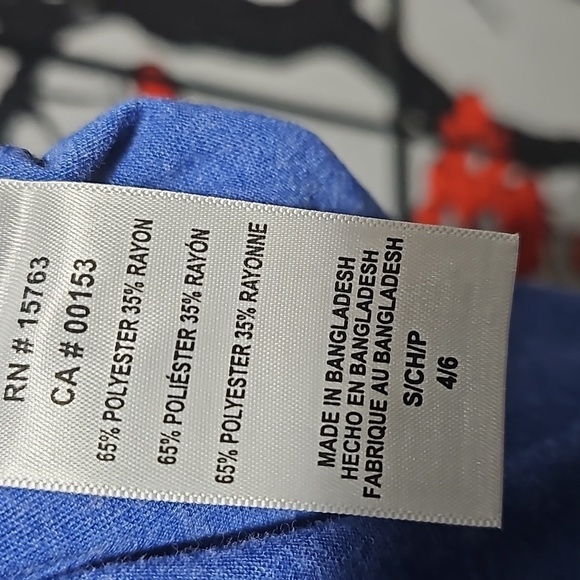 RN # 15763
CA # 00153
65% POLYESTER 35% RAYON
65% POLIÉSTER 35% RAYÓN
65% POLYESTER 35% RAYONNE
MADE IN BANGLADESH
HECHO EN BANGLADESH
FABRIQUE AU BANGLADESH
S/CH/P
4/6